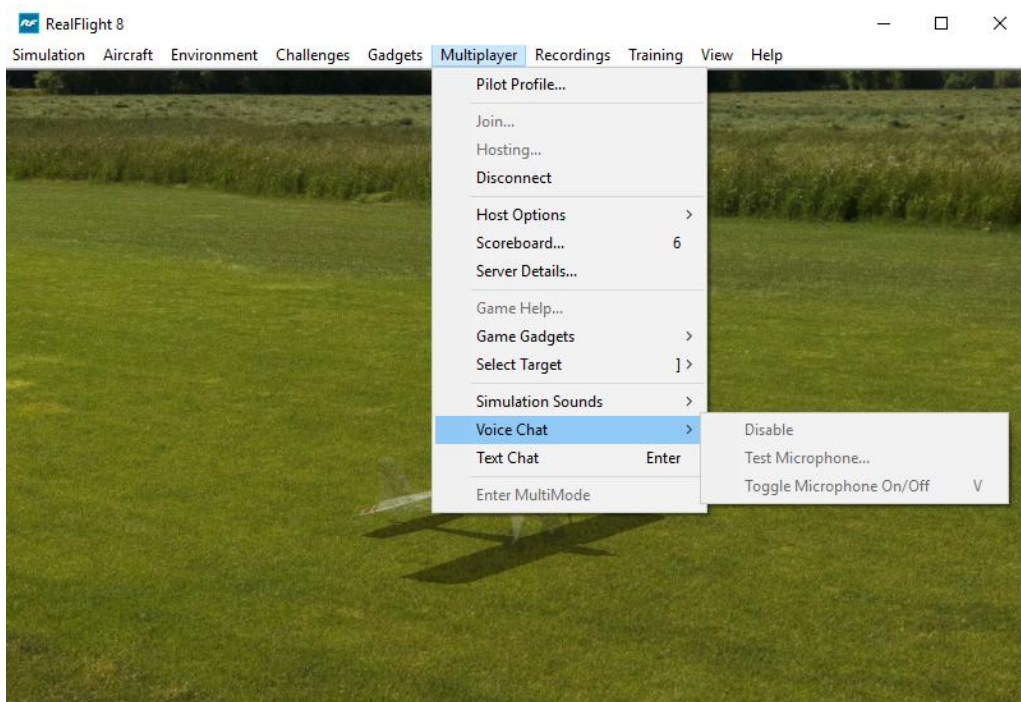 RF RealFlight 8
Simulation Aircraft Environment Challenges Gadgets Multiplayer Recordings Training View Help
Pilot Profile...
Join...
Hosting...
Disconnect
Host Options
Scoreboard... 6
Server Details...
Game Help...
Game Gadgets
Select Target ]
Simulation Sounds
Voice Chat
Text Chat Enter
Enter MultiMode
Disable
Test Microphone...
Toggle Microphone On/Off V